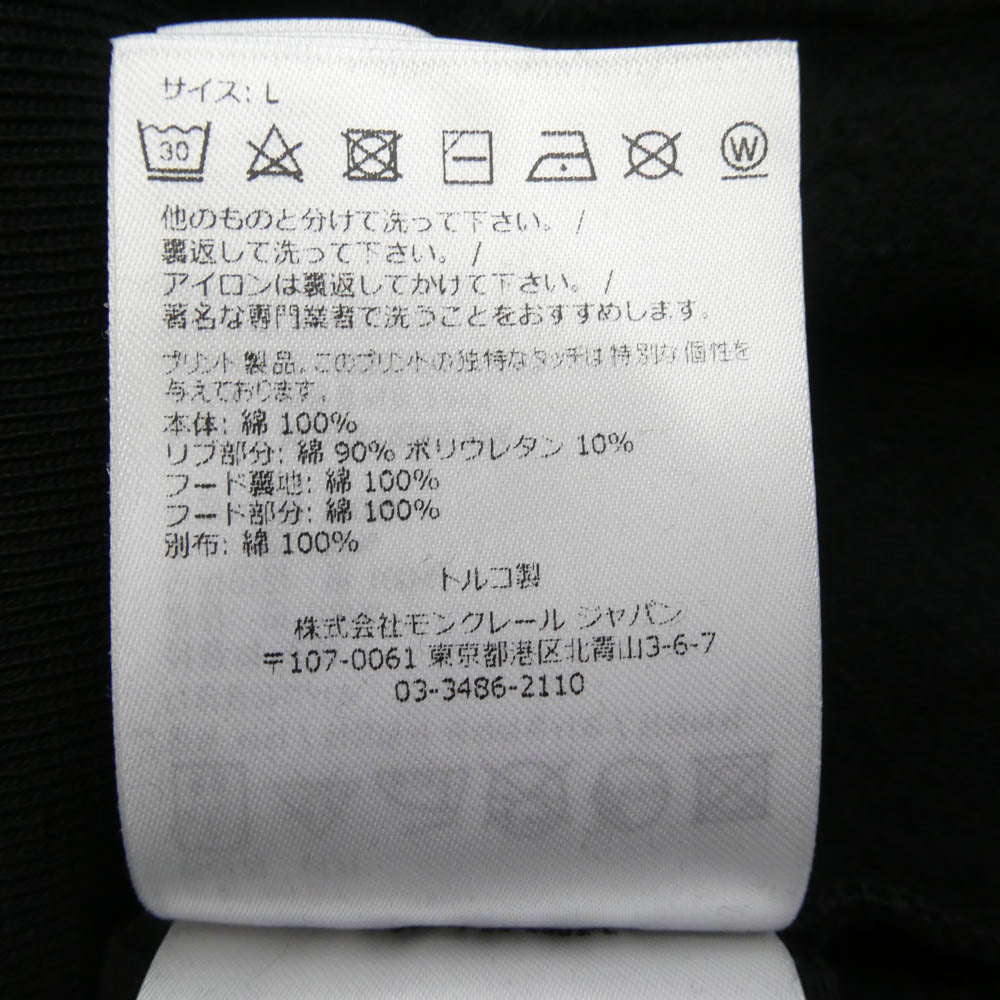 サイズ: L
30 W
他のものと分けて洗って下さい。/
裏返して洗って下さい。/
アイロンは裏返してかけて下さい。/
著名な専門業者で洗うことをおすすめします。
プリント製品。このプリントの独特なタッチは特別な個性を
与えております。
本体: 綿 100%
リブ部分: 綿 90% ポリウレタン 10%
フード裏地: 綿 100%
フード部分: 綿 100%
別布: 綿 100%
トルコ製
株式会社モンクレール ジャパン
〒107-0061 東京都港区北青山3-6-7
03-3486-2110